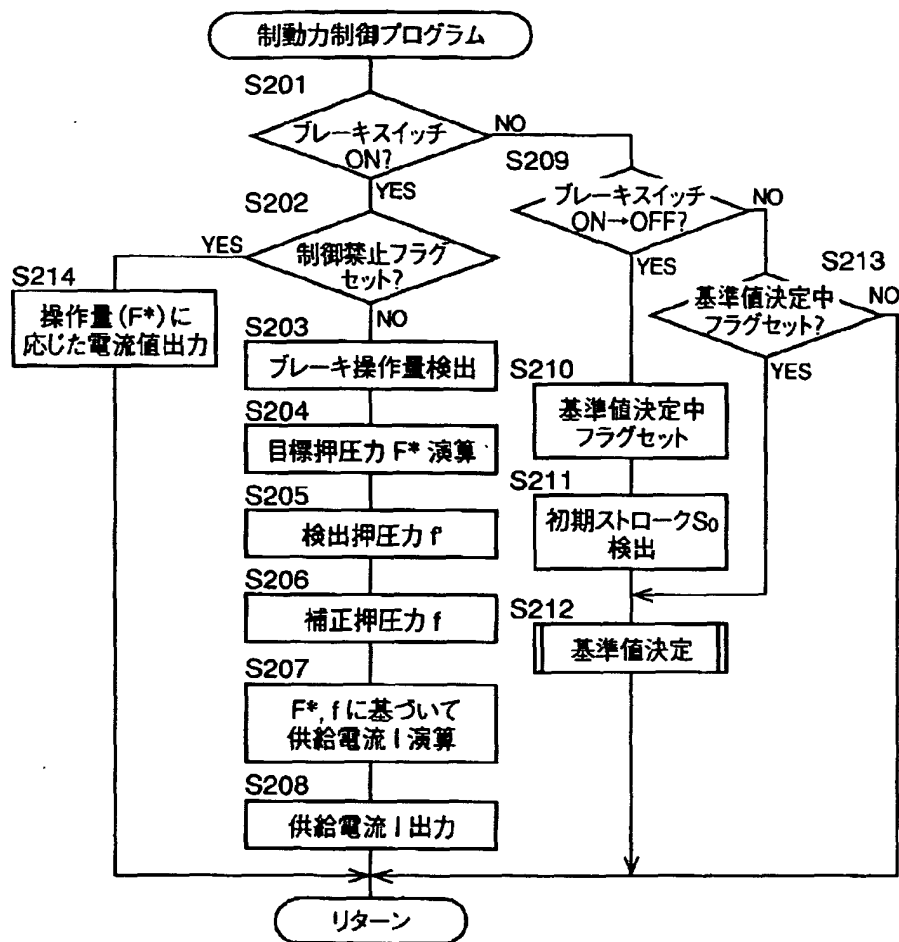 制動力制御プログラム
S201
ブレーキスイッチ
ON?
NO
YES
S202
制御禁止フラグ
セット?
YES
NO
S214
操作量(F*)に
応じた電流値出力
S203
ブレーキ操作量検出
S204
目標押圧力 F* 演算
S205
検出押圧力 f'
S206
補正押圧力 f
S207
F*, f に基づいて
供給電流 I 演算
S208
供給電流 I 出力
S209
ブレーキスイッチ
ON→OFF?
NO
YES
S213
基準値決定中
フラグセット?
NO
YES
S210
基準値決定中
フラグセット
S211
初期ストロークS0
検出
S212
基準値決定
リターン